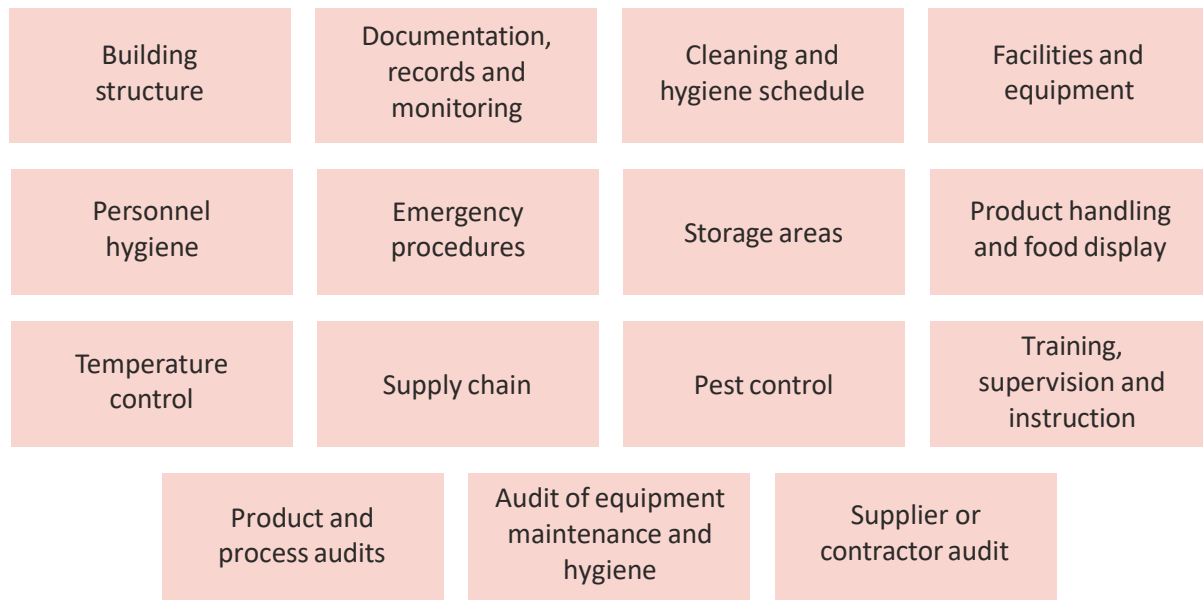 Building
structure
Documentation,
records and
monitoring
Cleaning and
hygiene schedule
Facilities and
equipment
Personnel
hygiene
Emergency
procedures
Storage areas
Product handling
and food display
Temperature
control
Supply chain
Pest control
Training,
supervision and
instruction
Product and
process audits
Audit of equipment
maintenance and
hygiene
Supplier or
contractor audit